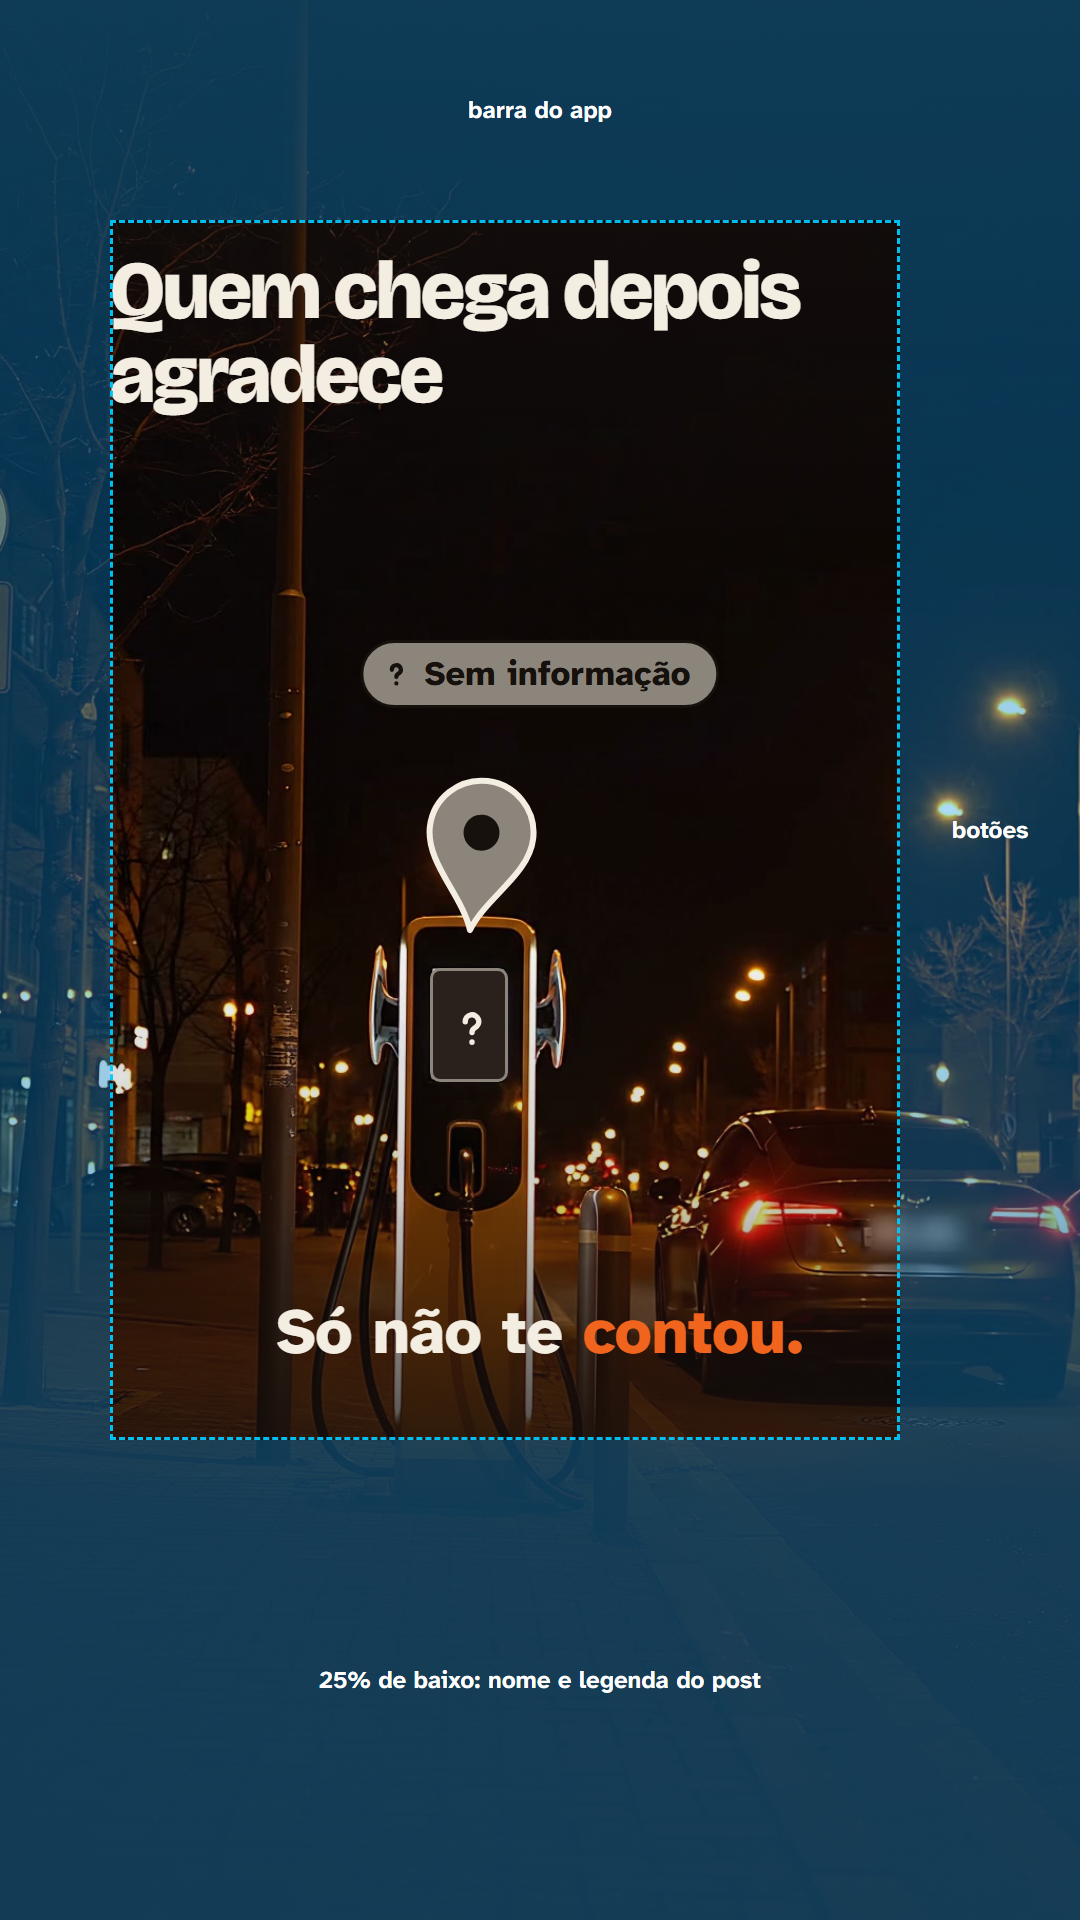 barra do app
Quem chega depois
agradece
? Sem informação
botões
?
Só não te contou.
25% de baixo: nome e legenda do post